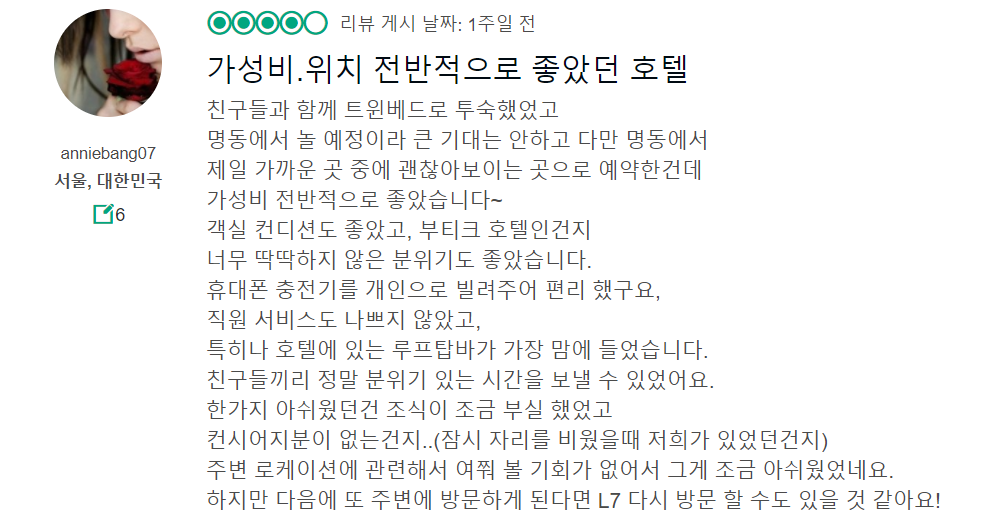 리뷰 게시 날짜: 1주일 전
가성비.위치 전반적으로 좋았던 호텔
친구들과 함께 트윈베드로 투숙했었고
명동에서 놀 예정이라 큰 기대는 안하고 다만 명동에서
제일 가까운 곳 중에 괜찮아보이는 곳으로 예약한건데
가성비 전반적으로 좋았습니다~
객실 컨디션도 좋았고, 부티크 호텔인건지
너무 딱딱하지 않은 분위기도 좋았습니다.
휴대폰 충전기를 개인으로 빌려주어 편리 했구요,
직원 서비스도 나쁘지 않았고,
특히나 호텔에 있는 루프탑바가 가장 맘에 들었습니다.
친구들끼리 정말 분위기 있는 시간을 보낼 수 있었어요.
한가지 아쉬웠던건 조식이 조금 부실 했었고
컨시어지분이 없는건지..(잠시 자리를 비웠을때 저희가 있었던건지)
주변 로케이션에 관련해서 여쭤 볼 기회가 없어서 그게 조금 아쉬웠었네요.
하지만 다음에 또 주변에 방문하게 된다면 L7 다시 방문 할 수도 있을 것 같아요!
anniebang07
서울, 대한민국
6